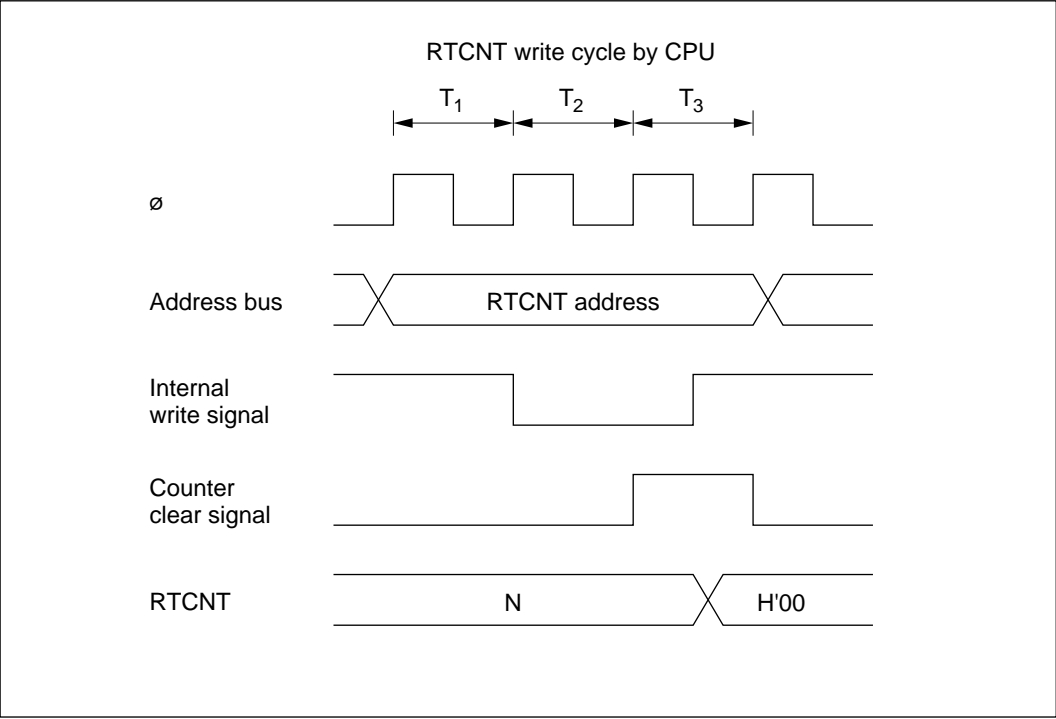 RTCNT write cycle by CPU
T1 T2 T3
ø
Address bus RTCNT address
Internal
write signal
Counter
clear signal
RTCNT N H'00